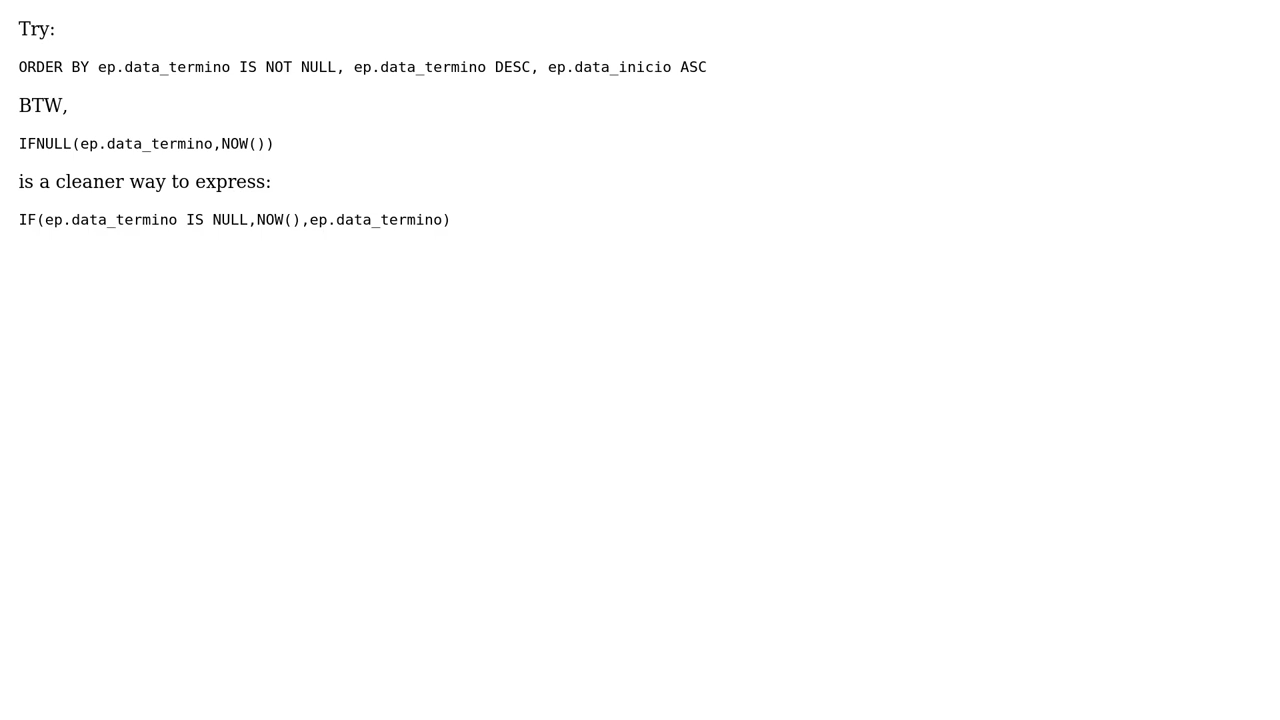 Try:
ORDER BY ep.data_termino IS NOT NULL, ep.data_termino DESC, ep.data_inicio ASC
BTW,
IFNULL(ep.data_termino,NOW())
is a cleaner way to express:
IF(ep.data_termino IS NULL,NOW(),ep.data_termino)